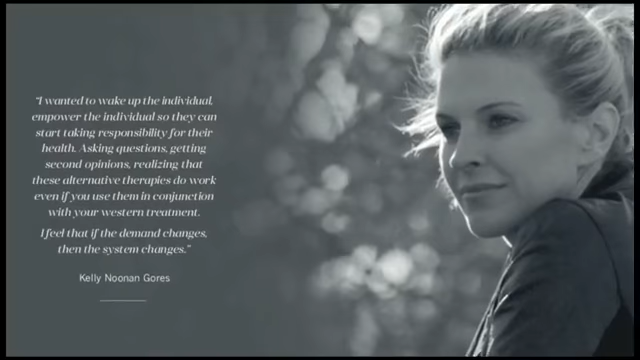 “I wanted to wake up the individual,
empower the individual so they can
start taking responsibility for their
health. Asking questions, getting
second opinions, realizing that
these alternative therapies do work
even if you use them in conjunction
with your western treatment.
I feel that if the demand changes,
then the system changes.”
Kelly Noonan Gores